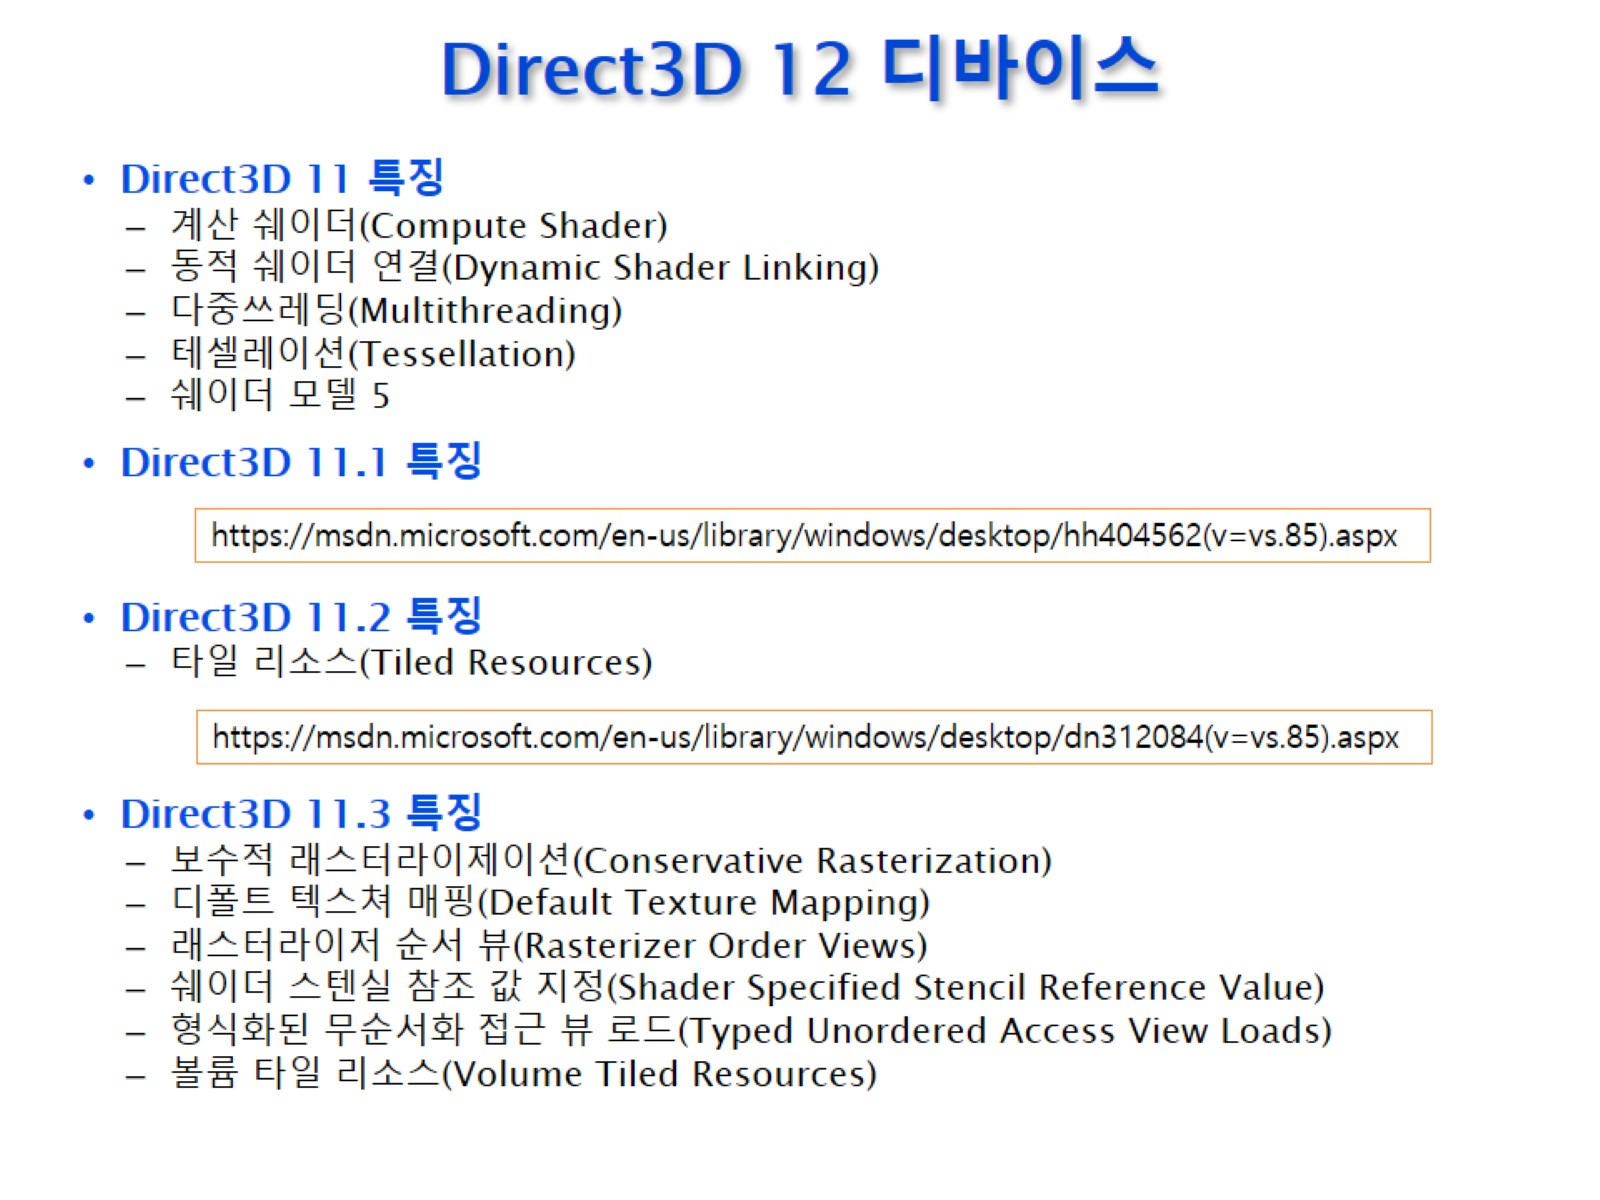 Direct3D 12 디바이스
• Direct3D 11 특징
– 계산 쉐이더(Compute Shader)
– 동적 쉐이더 연결(Dynamic Shader Linking)
– 다중쓰레딩(Multithreading)
– 테셀레이션(Tessellation)
– 쉐이더 모델 5
• Direct3D 11.1 특징
https://msdn.microsoft.com/en-us/library/windows/desktop/hh404562(v=vs.85).aspx
• Direct3D 11.2 특징
– 타일 리소스(Tiled Resources)
https://msdn.microsoft.com/en-us/library/windows/desktop/dn312084(v=vs.85).aspx
• Direct3D 11.3 특징
– 보수적 래스터라이제이션(Conservative Rasterization)
– 디폴트 텍스쳐 매핑(Default Texture Mapping)
– 래스터라이저 순서 뷰(Rasterizer Order Views)
– 쉐이더 스텐실 참조 값 지정(Shader Specified Stencil Reference Value)
– 형식화된 무순서화 접근 뷰 로드(Typed Unordered Access View Loads)
– 볼륨 타일 리소스(Volume Tiled Resources)